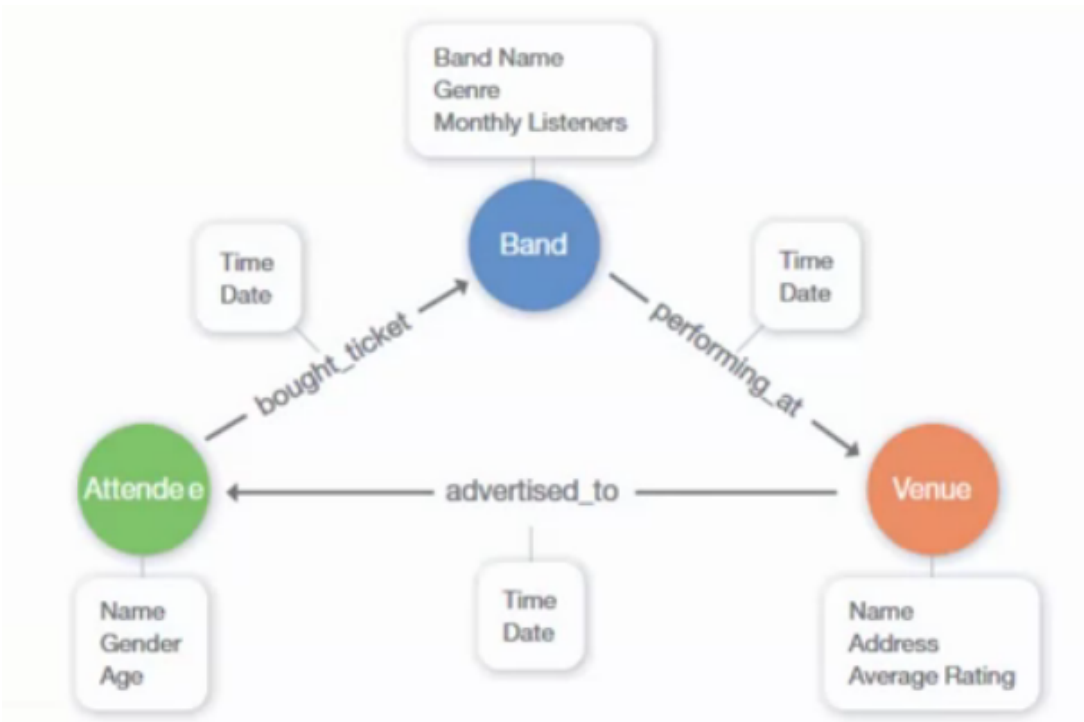 Band Name
Genre
Monthly Listeners
Band
Time
Date
Time
Date
bought_ticket
performing_at
Attendee
advertised_to
Venue
Name
Gender
Age
Time
Date
Name
Address
Average Rating